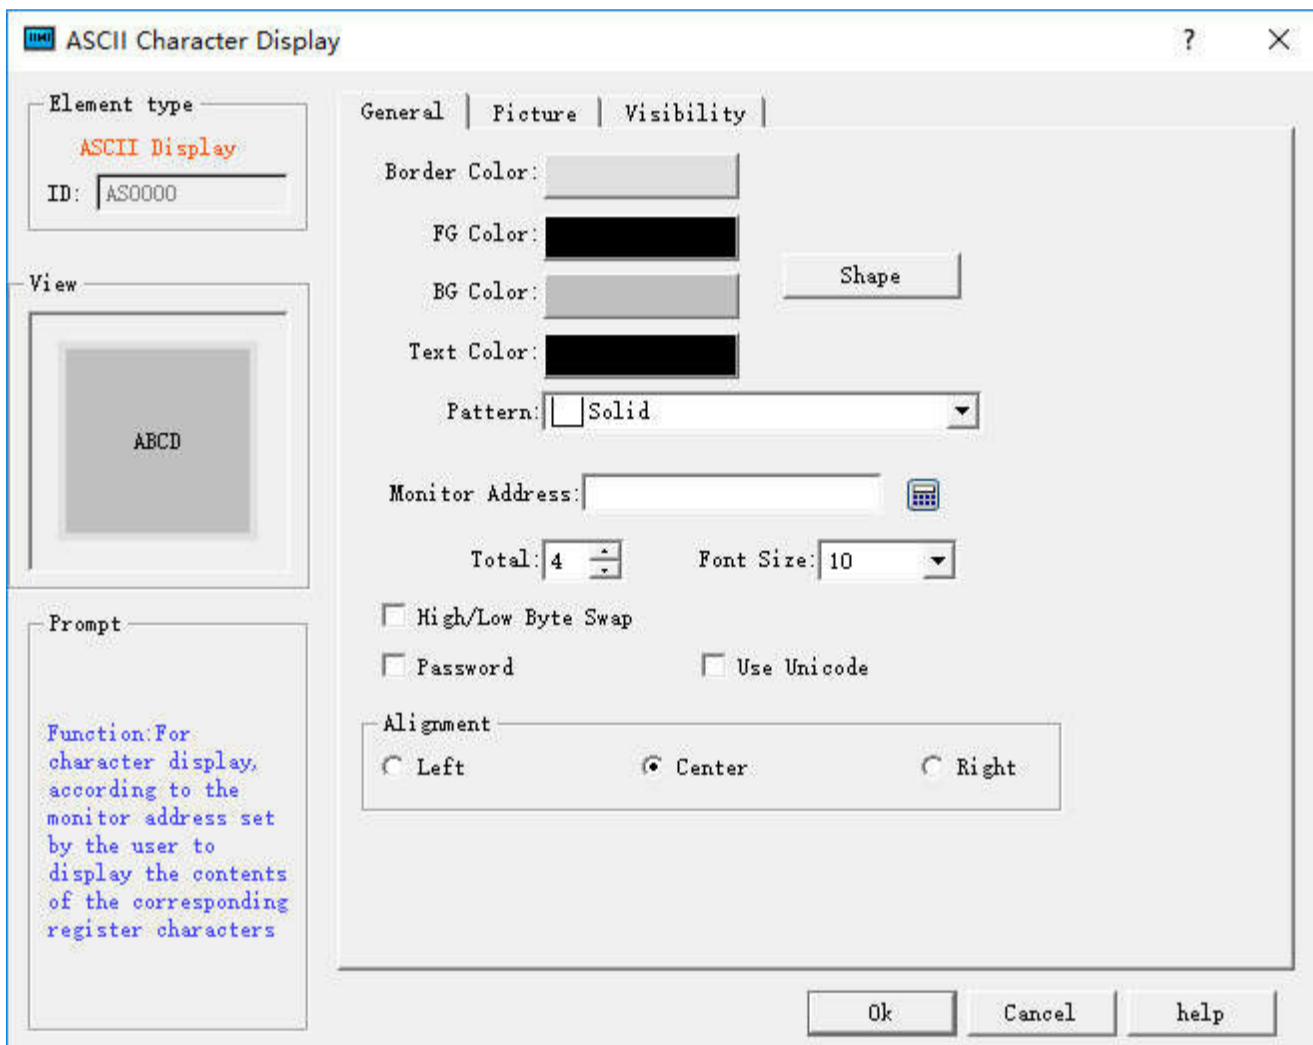 ASCII Character Display
Element type
ASCII Display
ID: AS0000
View
ABCD
Prompt
Function:For
character display,
according to the
monitor address set
by the user to
display the contents
of the corresponding
register characters
General Picture Visibility
Border Color:
FG Color:
Shape
BG Color:
Text Color:
Pattern: Solid
Monitor Address:
Total: 4 Font Size: 10
High/Low Byte Swap
Password Use Unicode
Alignment
Left Center Right
Ok Cancel help